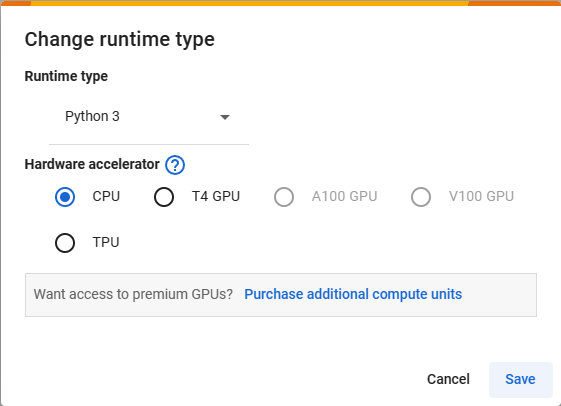 Change runtime type
Runtime type
Python 3
Hardware accelerator ?
CPU T4 GPU A100 GPU V100 GPU
TPU
Want access to premium GPUs? Purchase additional compute units
Cancel Save